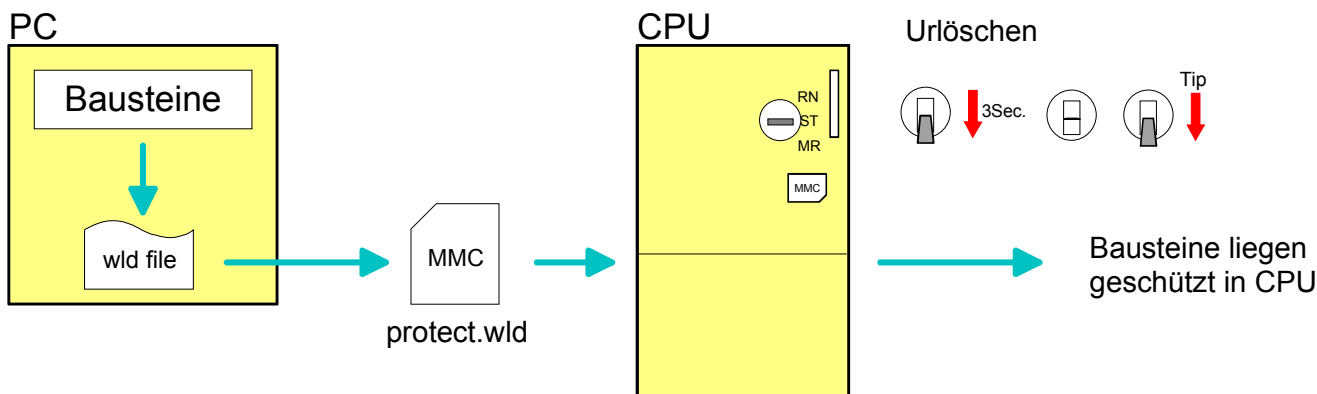 PC
Bausteine
wld file
MMC
protect.wld
CPU
RN
ST
MR
MMC
Urlöschen
3Sec.
Tip
Bausteine liegen
geschützt in CPU